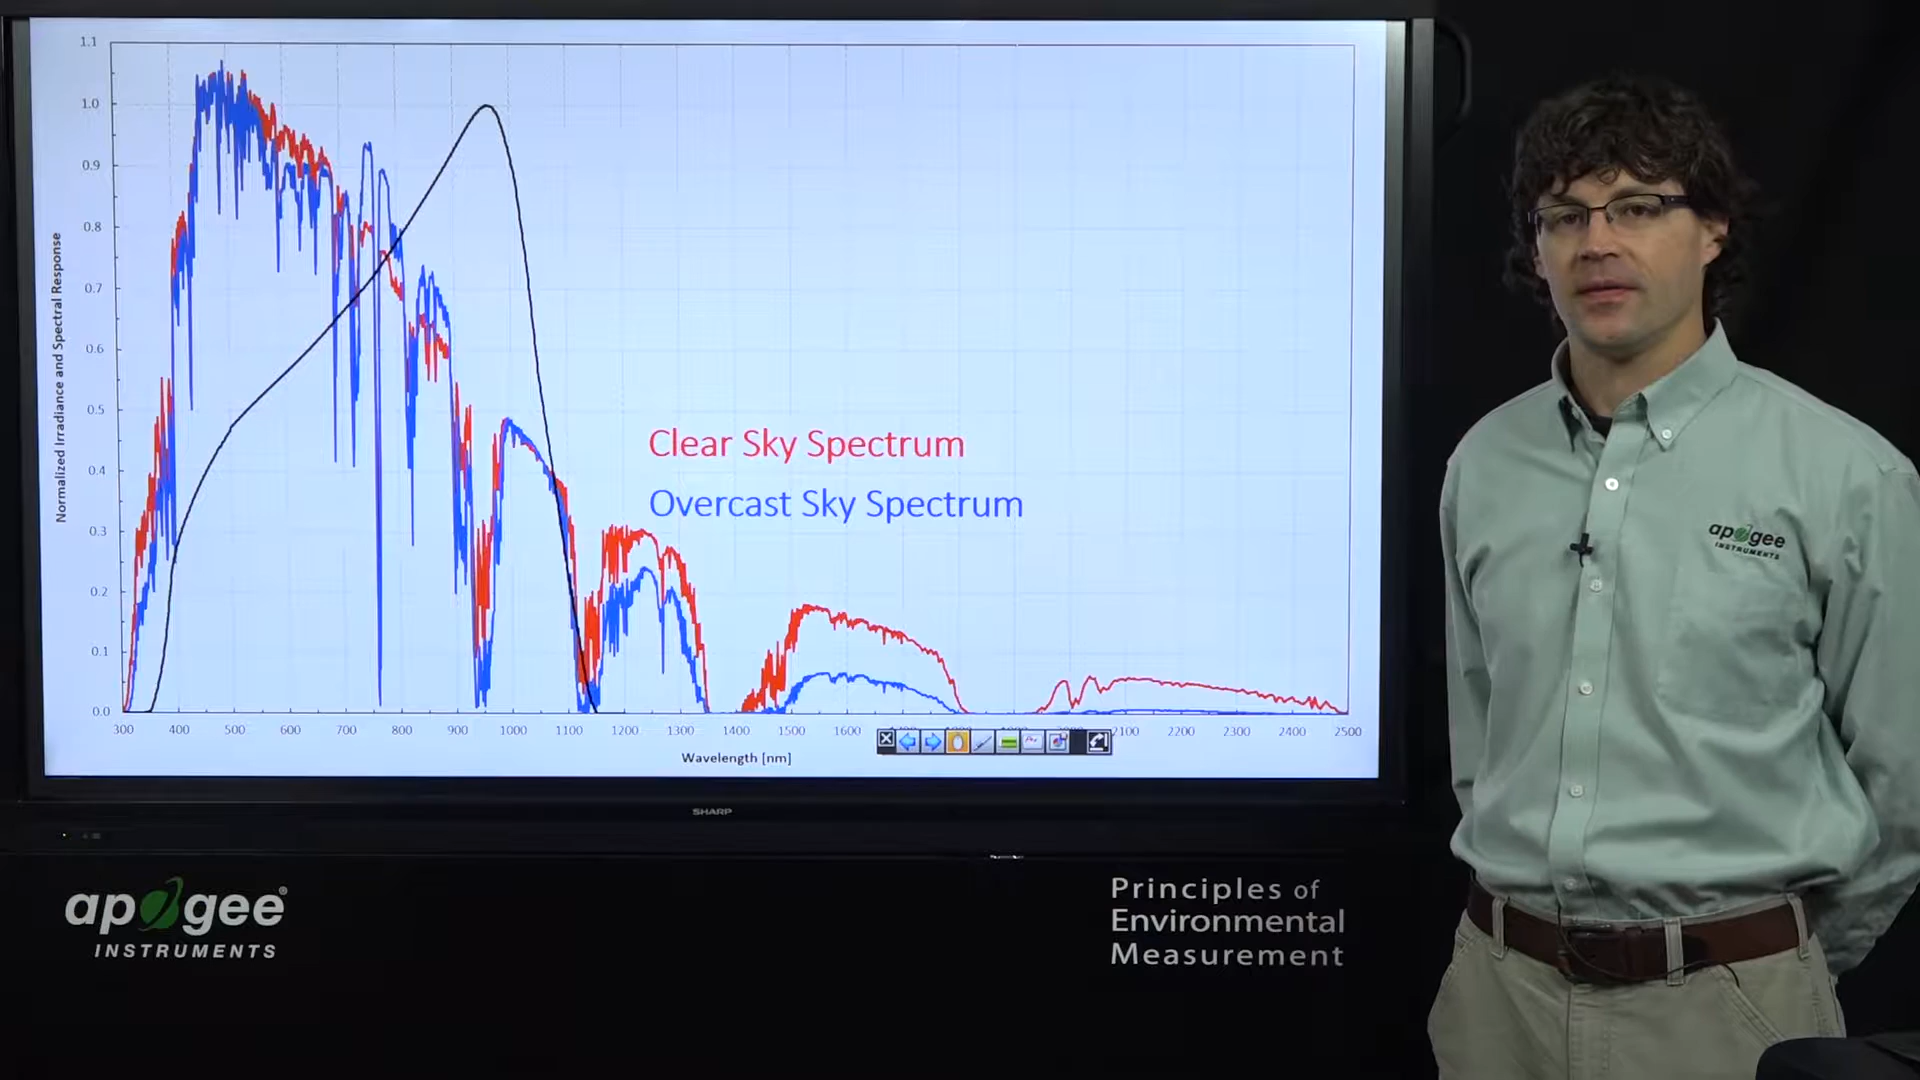 1.1
1.0
0.9
0.8
0.7
0.6
0.5
0.4
0.3
0.2
0.1
0.0
Normalized Irradiance and Spectral Response
Clear Sky Spectrum
Overcast Sky Spectrum
300 400 500 600 700 800 900 1000 1100 1200 1300 1400 1500 1600 2100 2200 2300 2400 2500
Wavelength [nm]
SHARP
apogee®
INSTRUMENTS
Principles of
Environmental
Measurement
apogee
INSTRUMENTS